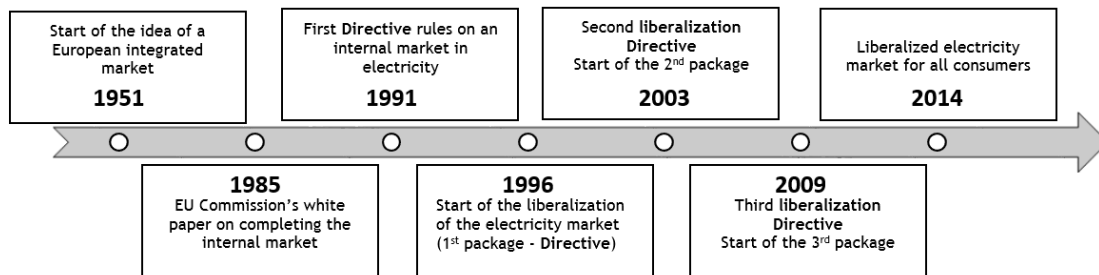 Start of the idea of a
European integrated
market
1951
First Directive rules on an
internal market in
electricity
1991
Second liberalization
Directive
Start of the 2nd package
2003
Liberalized electricity
market for all consumers
2014
1985
EU Commission's white
paper on completing the
internal market
1996
Start of the liberalization
of the electricity market
(1st package - Directive)
2009
Third liberalization
Directive
Start of the 3rd package